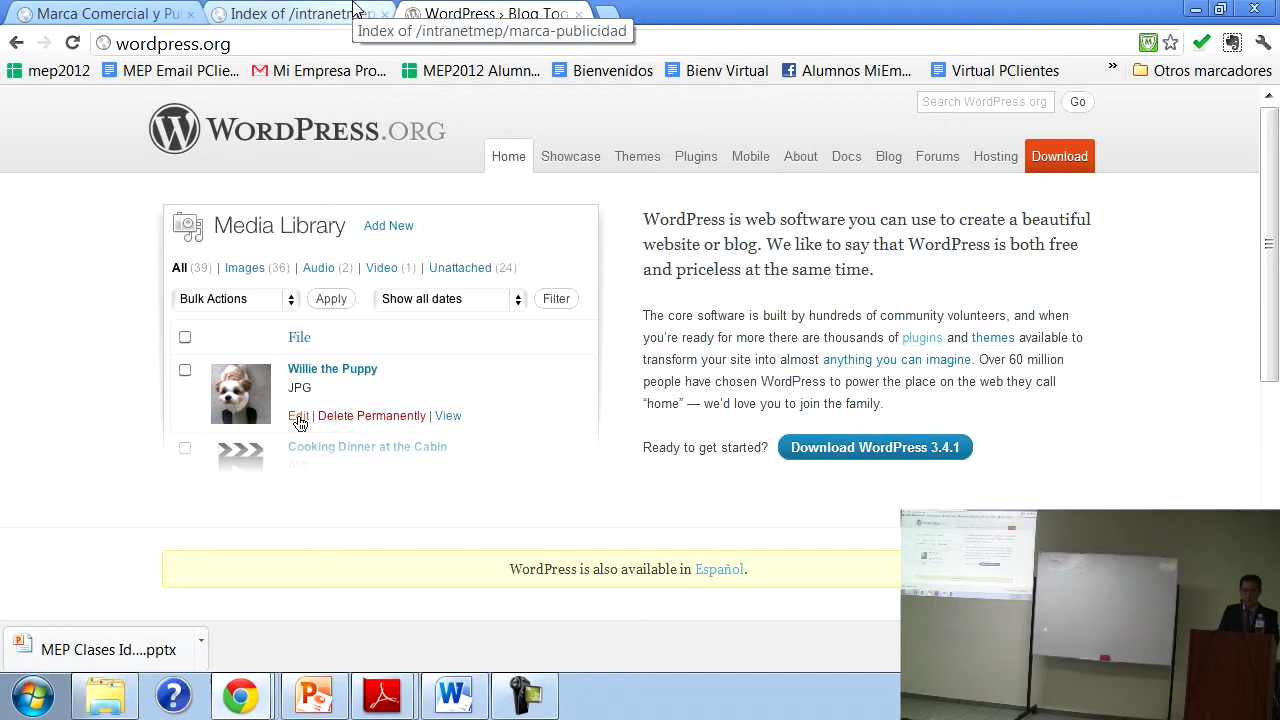 Marca Comercial y Pu
Index of /intranetmep
WordPress › Blog Too
Index of /intranetmep/marca-publicidad
wordpress.org
mep2012
MEP Email PClie...
Mi Empresa Pro...
MEP2012 Alumn...
Bienvenidos
Bienv Virtual
Alumnos MiEm...
Virtual PClientes
»
Otros marcadores
WORDPRESS.ORG
Search WordPress.org
Go
Home
Showcase
Themes
Plugins
Mobile
About
Docs
Blog
Forums
Hosting
Download
Media Library
Add New
All (39) | Images (36) | Audio (2) | Video (1) | Unattached (24)
Bulk Actions
Apply
Show all dates
Filter
File
Willie the Puppy
JPG
Edit | Delete Permanently | View
Cooking Dinner at the Cabin
AVI
WordPress is web software you can use to create a beautiful
website or blog. We like to say that WordPress is both free
and priceless at the same time.
The core software is built by hundreds of community volunteers, and when
you’re ready for more there are thousands of plugins and themes available to
transform your site into almost anything you can imagine. Over 60 million
people have chosen WordPress to power the place on the web they call
“home” — we’d love you to join the family.
Ready to get started?
Download WordPress 3.4.1
WordPress is also available in Español.
MEP Clases Id....pptx